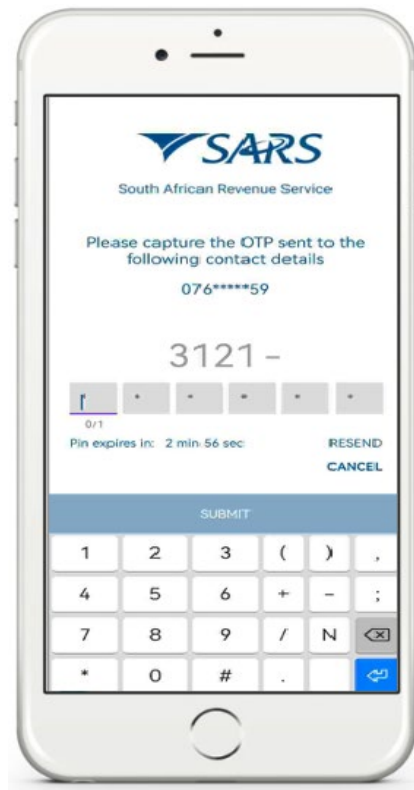 SARS
South African Revenue Service
Please capture the OTP sent to the
following contact details
076*****59
3121 –
* * * * *
0/1
Pin expires in: 2 min 56 sec
RESEND
CANCEL
SUBMIT
1 2 3 ( ) ,
4 5 6 + – ;
7 8 9 / N
* 0 # .